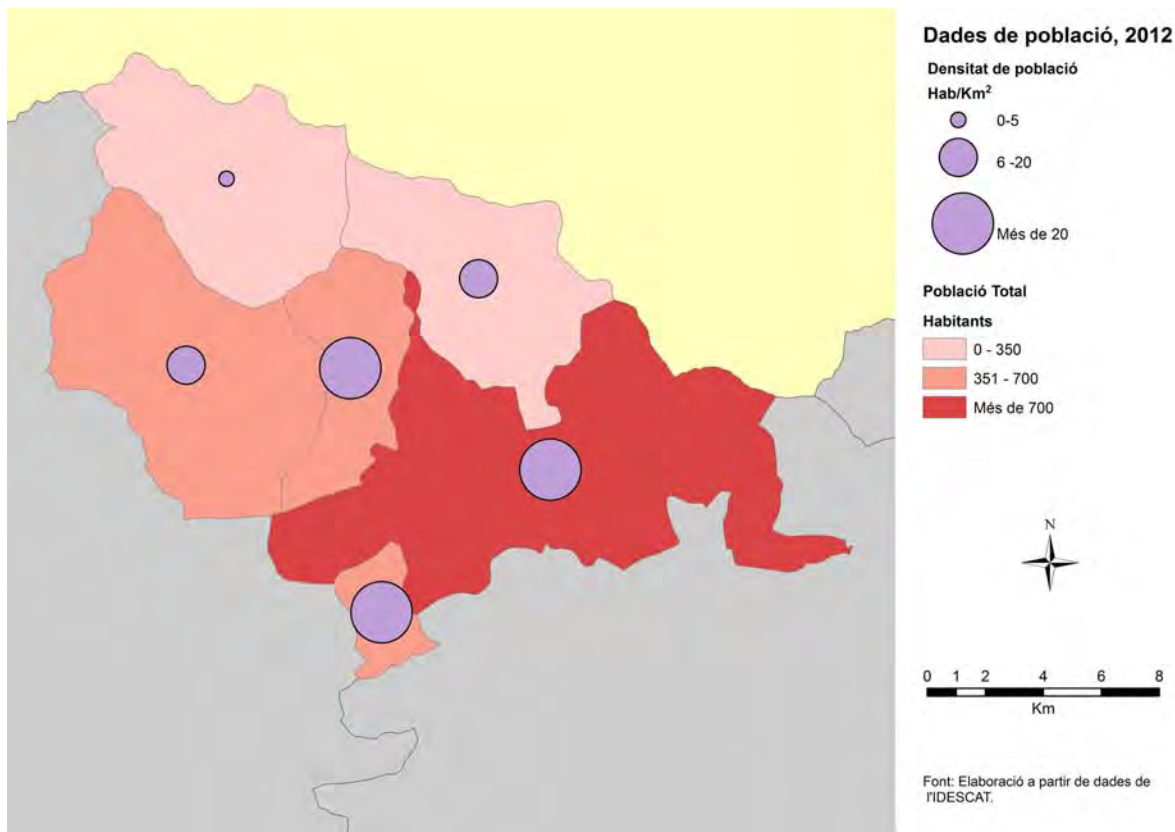 Dades de població, 2012
Densitat de població
Hab/Km²
0-5
6 -20
Més de 20
Població Total
Habitants
0 - 350
351 - 700
Més de 700
N
0 1 2 4 6 8
Km
Font: Elaboració a partir de dades de
l'IDESCAT.